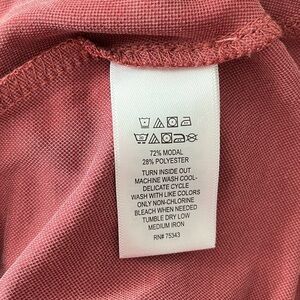 72% MODAL
28% POLYESTER
TURN INSIDE OUT
MACHINE WASH COOL-
DELICATE CYCLE
WASH WITH LIKE COLORS
ONLY NON-CHLORINE
BLEACH WHEN NEEDED
TUMBLE DRY LOW
MEDIUM IRON
RN# 75343